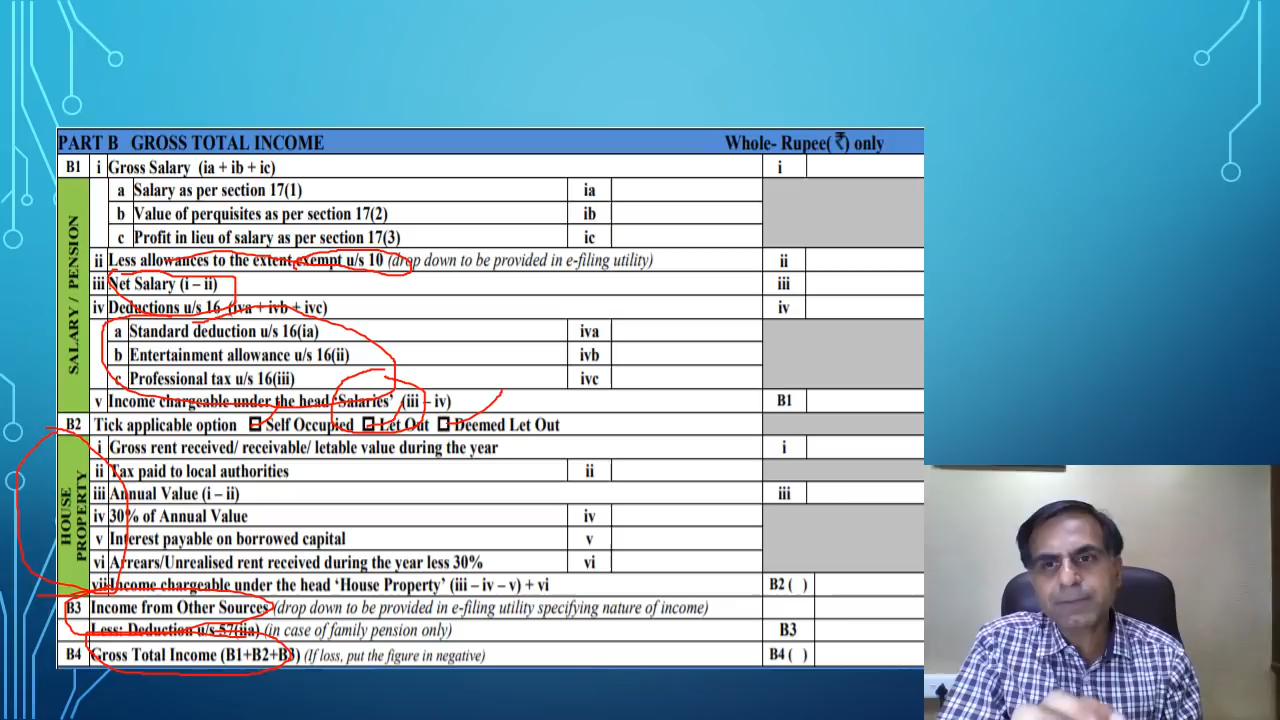 PART B GROSS TOTAL INCOME Whole- Rupee(₹) only
B1 i Gross Salary (ia + ib + ic) i
SALARY / PENSION
a Salary as per section 17(1) ia
b Value of perquisites as per section 17(2) ib
c Profit in lieu of salary as per section 17(3) ic
ii Less allowances to the extent exempt u/s 10 (drop down to be provided in e-filing utility) ii
iii Net Salary (i – ii) iii
iv Deductions u/s 16 (iva + ivb + ivc) iv
a Standard deduction u/s 16(ia) iva
b Entertainment allowance u/s 16(ii) ivb
c Professional tax u/s 16(iii) ivc
v Income chargeable under the head ‘Salaries’ (iii – iv) B1
B2 Tick applicable option Self Occupied Let Out Deemed Let Out
HOUSE PROPERTY
i Gross rent received/ receivable/ letable value during the year i
ii Tax paid to local authorities ii
iii Annual Value (i – ii) iii
iv 30% of Annual Value iv
v Interest payable on borrowed capital v
vi Arrears/Unrealised rent received during the year less 30% vi
vii Income chargeable under the head ‘House Property’ (iii – iv – v) + vi B2 ( )
B3 Income from Other Sources (drop down to be provided in e-filing utility specifying nature of income)
Less: Deduction u/s 57(iia) (in case of family pension only) B3
B4 Gross Total Income (B1+B2+B3) (If loss, put the figure in negative) B4 ( )